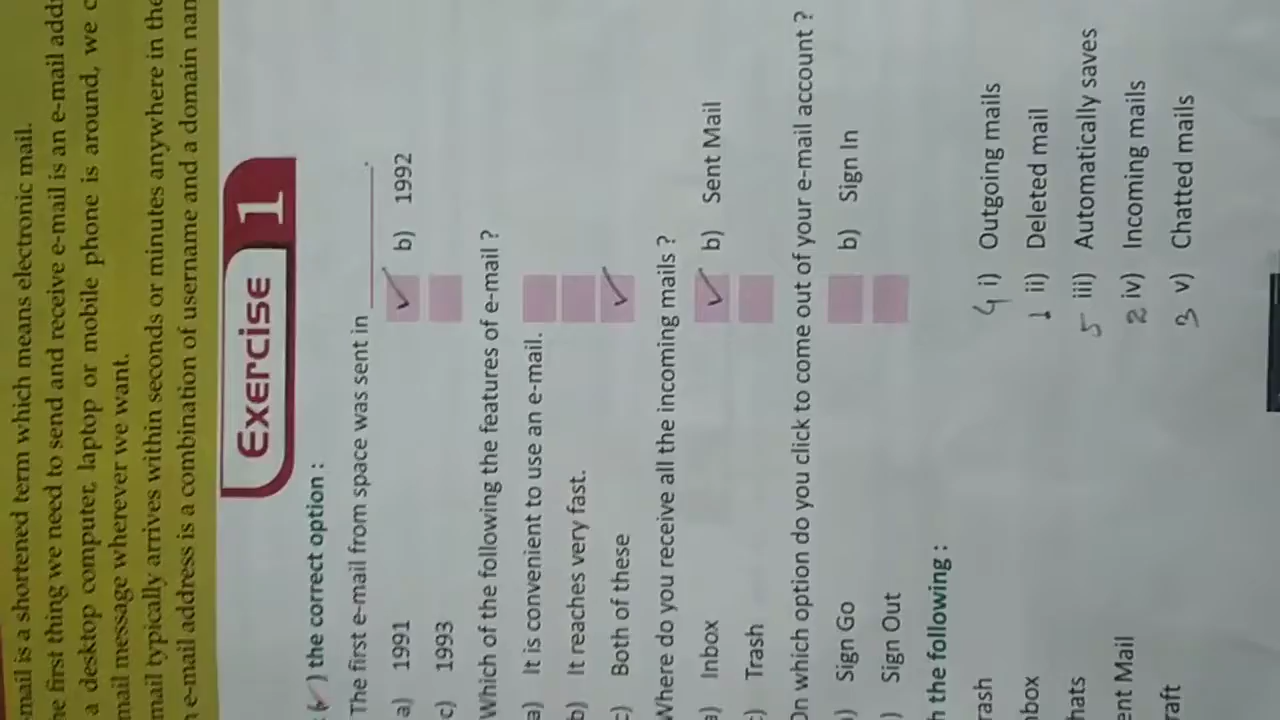 mail is a shortened term which means electronic mail.
first thing we need to send and receive e-mail is an e-mail
a desktop computer, laptop or mobile phone is around, we
mail message wherever we want.
mail typically arrives within seconds or minutes anywhere in the
e-mail address is a combination of username and a domain
Exercise 1
(✓) the correct option :
The first e-mail from space was sent in ________.
a) 1991 ✓ b) 1992
c) 1993
Which of the following the features of e-mail ?
a) It is convenient to use an e-mail.
b) It reaches very fast.
c) Both of these ✓
Where do you receive all the incoming mails ?
a) Inbox ✓ b) Sent Mail
c) Trash
On which option do you click to come out of your e-mail account ?
) Sign Go b) Sign In
) Sign Out
the following :
rash 4 i) Outgoing mails
nbox 1 ii) Deleted mail
hats 5 iii) Automatically saves
ent Mail 2 iv) Incoming mails
raft 3 v) Chatted mails